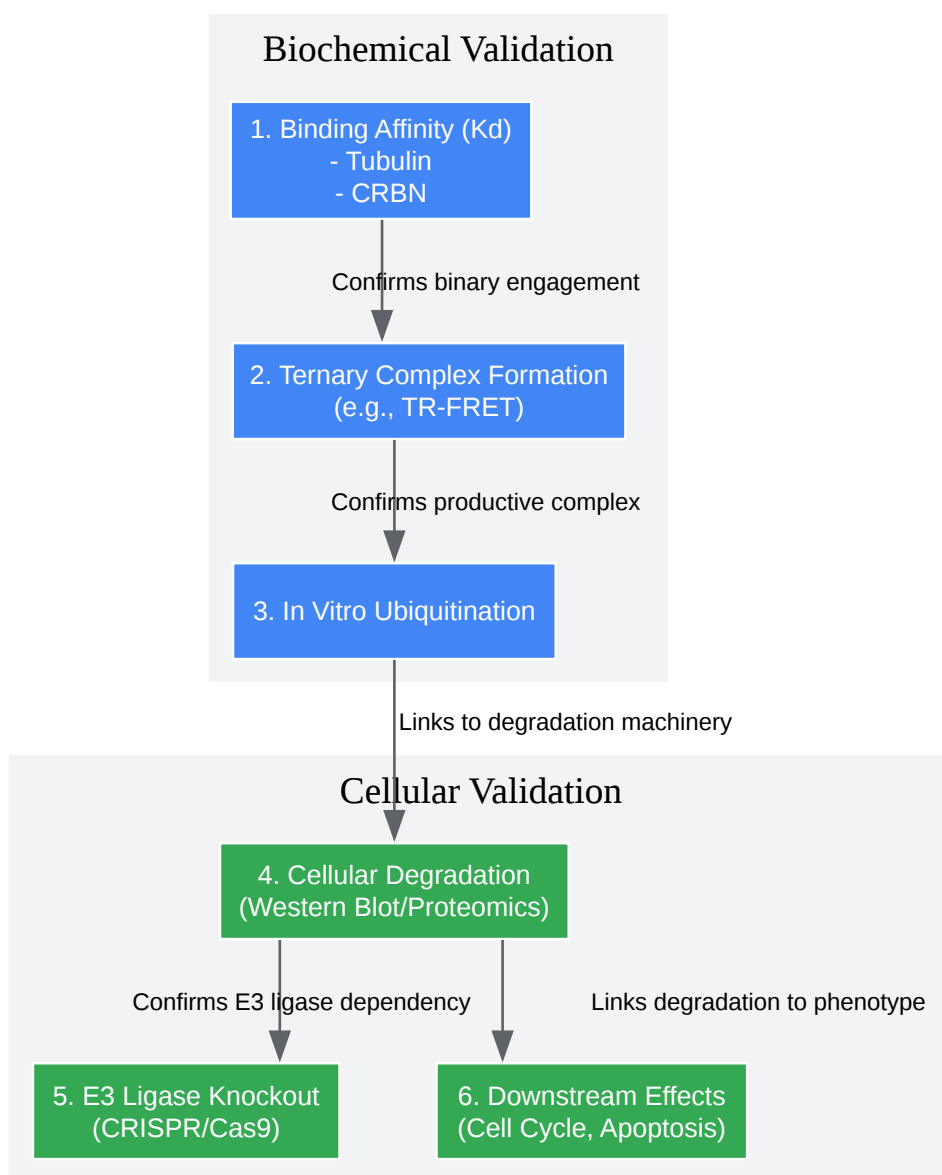 Biochemical Validation
1. Binding Affinity (Kd)
- Tubulin
- CRBN
Confirms binary engagement
2. Ternary Complex Formation
(e.g., TR-FRET)
Confirms productive complex
3. In Vitro Ubiquitination
Links to degradation machinery
Cellular Validation
4. Cellular Degradation
(Western Blot/Proteomics)
Confirms E3 ligase dependency
Links degradation to phenotype
5. E3 Ligase Knockout
(CRISPR/Cas9)
6. Downstream Effects
(Cell Cycle, Apoptosis)